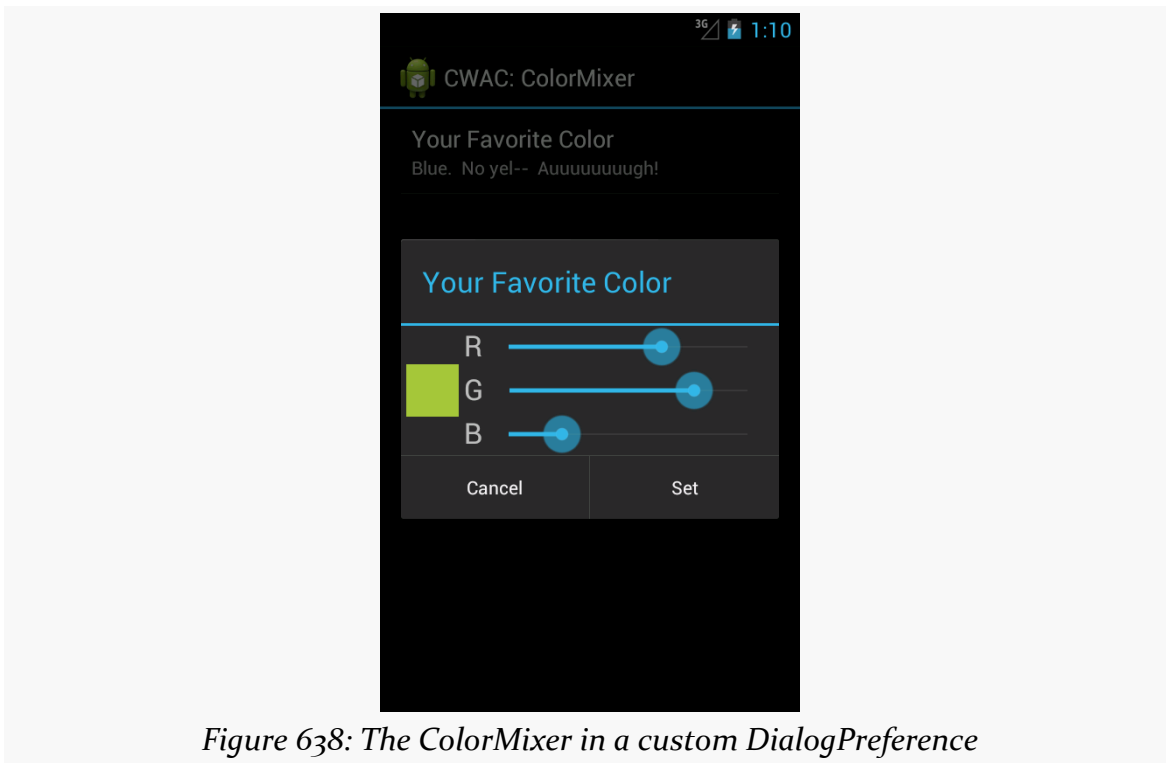 3G 1:10
CWAC: ColorMixer
Your Favorite Color
Blue. No yel-- Auuuuuuuugh!
Your Favorite Color
R
G
B
Cancel Set
Figure 638: The ColorMixer in a custom DialogPreference